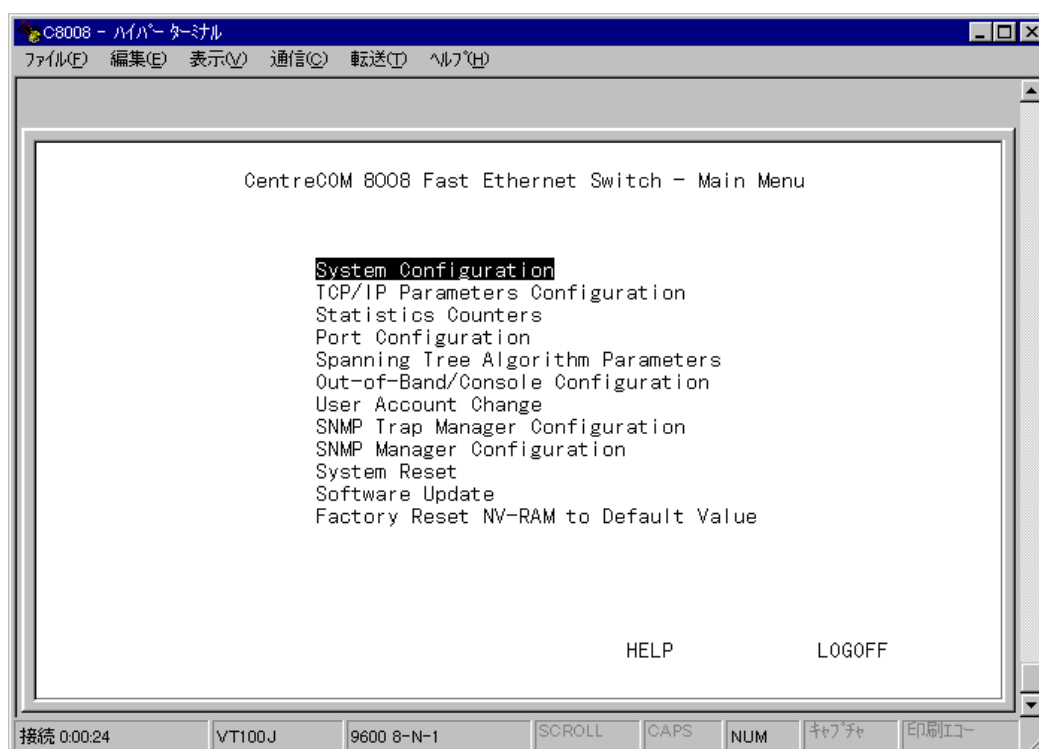 C8008 - ﾊｲﾊﾟｰ ﾀｰﾐﾅﾙ
ﾌｧｲﾙ(F) 編集(E) 表示(V) 通信(C) 転送(T) ﾍﾙﾌﾟ(H)
CentreCOM 8008 Fast Ethernet Switch - Main Menu
System Configuration
TCP/IP Parameters Configuration
Statistics Counters
Port Configuration
Spanning Tree Algorithm Parameters
Out-of-Band/Console Configuration
User Account Change
SNMP Trap Manager Configuration
SNMP Manager Configuration
System Reset
Software Update
Factory Reset NV-RAM to Default Value
HELP LOGOFF
接続 0:00:24 VT100J 9600 8-N-1 SCROLL CAPS NUM ｷｬﾌﾟﾁｬ 印刷ｴｺｰ